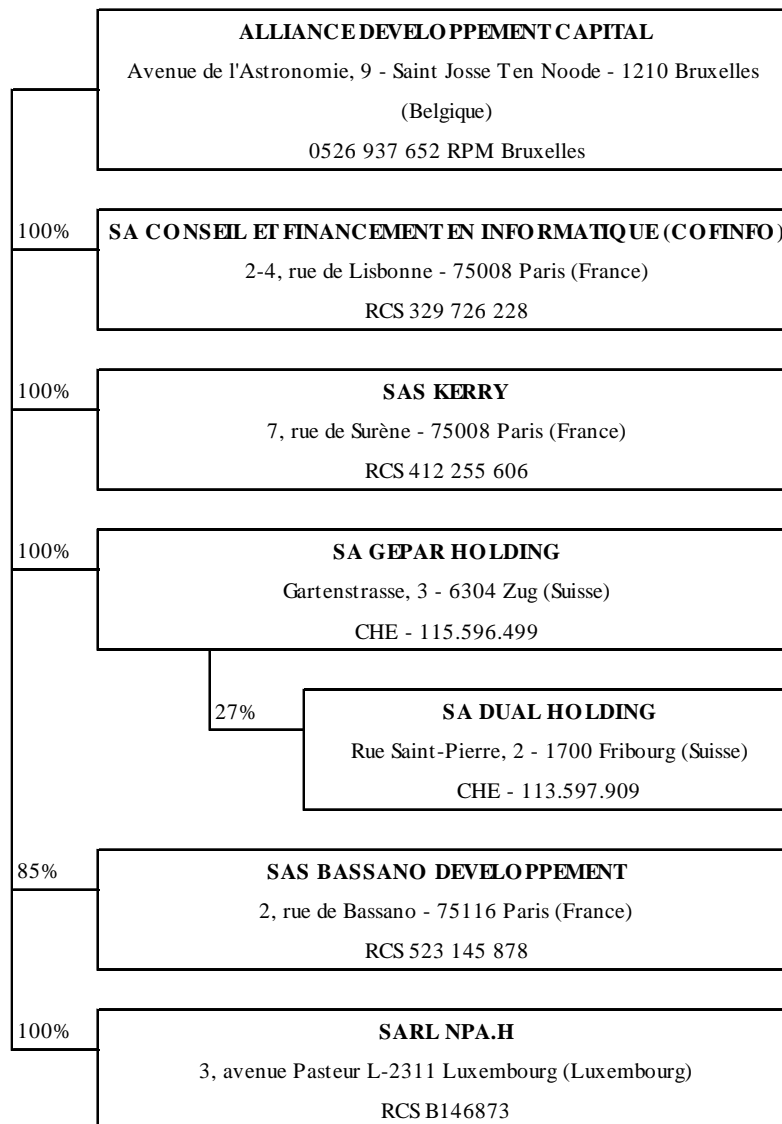 ALLIANCE DEVELOPPEMENT CAPITAL
Avenue de l'Astronomie, 9 - Saint Josse Ten Noode - 1210 Bruxelles
(Belgique)
0526 937 652 RPM Bruxelles
100%
SA CONSEIL ET FINANCEMENT EN INFORMATIQUE (COFINFO)
2-4, rue de Lisbonne - 75008 Paris (France)
RCS 329 726 228
100%
SAS KERRY
7, rue de Surène - 75008 Paris (France)
RCS 412 255 606
100%
SA GEPAR HOLDING
Gartenstrasse, 3 - 6304 Zug (Suisse)
CHE - 115.596.499
27%
SA DUAL HOLDING
Rue Saint-Pierre, 2 - 1700 Fribourg (Suisse)
CHE - 113.597.909
85%
SAS BASSANO DEVELOPPEMENT
2, rue de Bassano - 75116 Paris (France)
RCS 523 145 878
100%
SARL NPA.H
3, avenue Pasteur L-2311 Luxembourg (Luxembourg)
RCS B146873